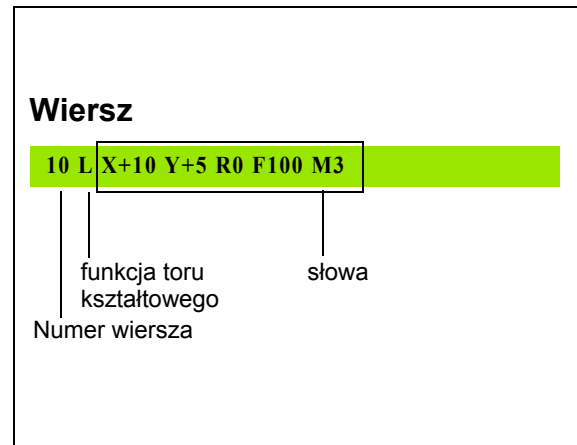 Wiersz
10 L X+10 Y+5 R0 F100 M3
funkcja toru
kształtowego
słowa
Numer wiersza